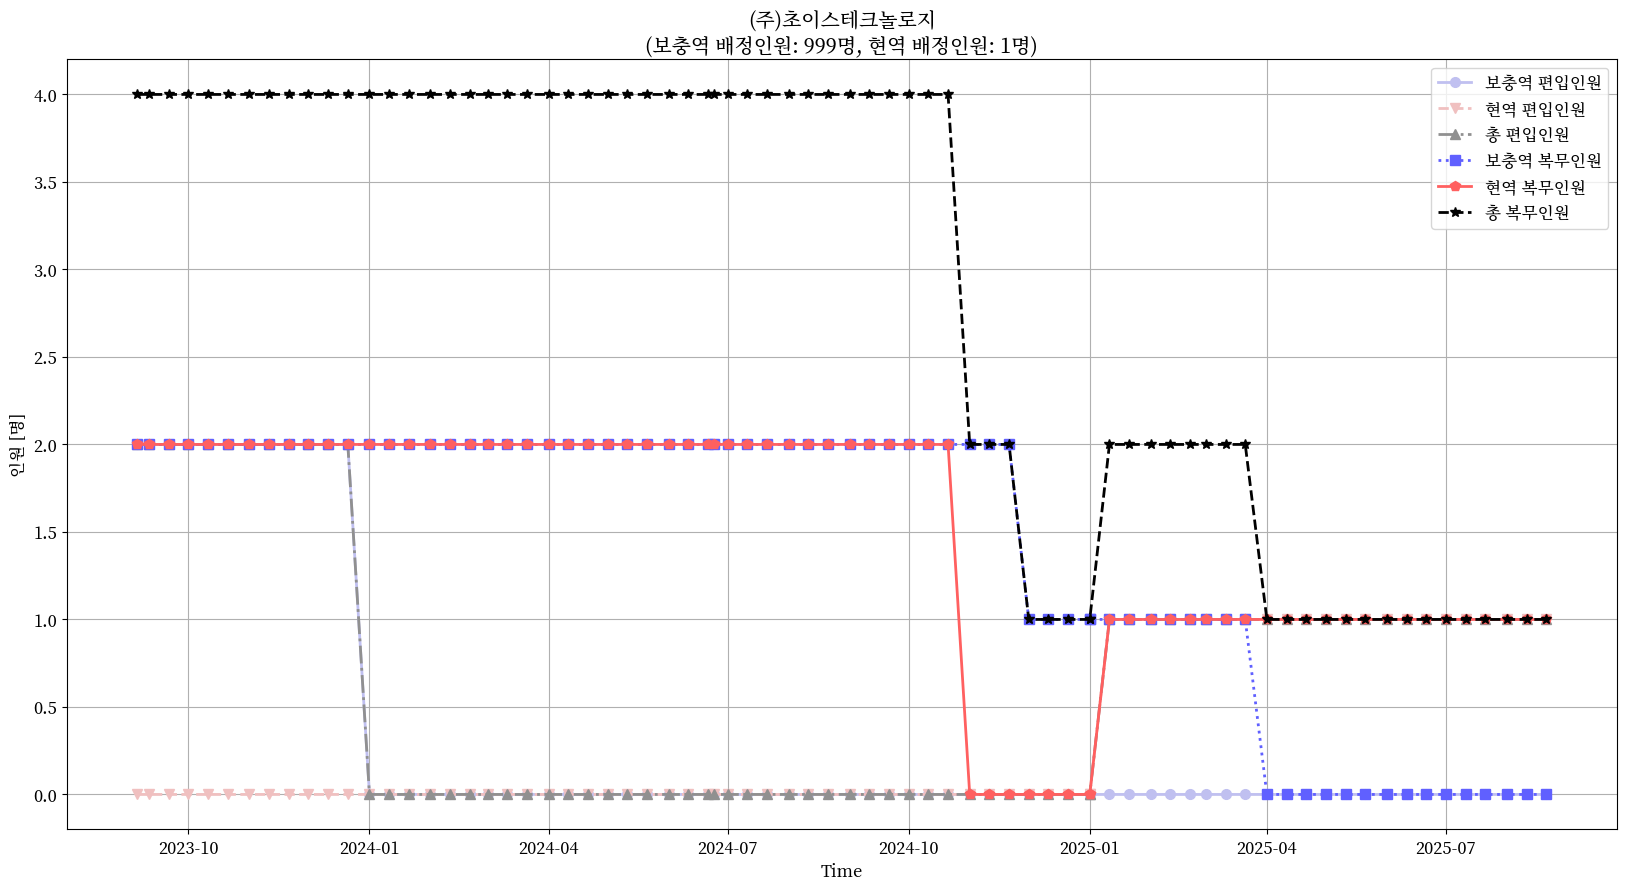 (주)초이스테크놀로지
(보충역 배정인원: 999명, 현역 배정인원: 1명)
보충역 편입인원
현역 편입인원
총 편입인원
보충역 복무인원
현역 복무인원
총 복무인원
인원 [명]
4.0
3.5
3.0
2.5
2.0
1.5
1.0
0.5
0.0
2023-10 2024-01 2024-04 2024-07 2024-10 2025-01 2025-04 2025-07
Time